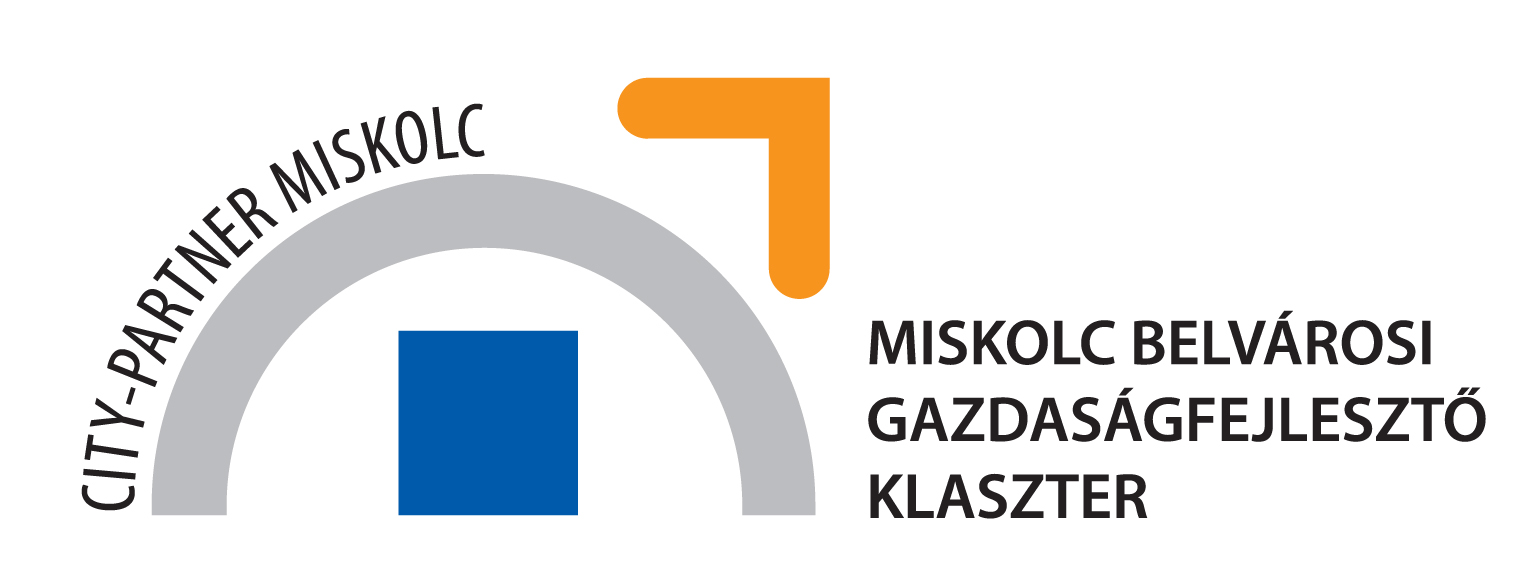 CITY-PARTNER MISKOLC
MISKOLC BELVÁROSI
GAZDASÁGFEJLESZTŐ
KLASZTER